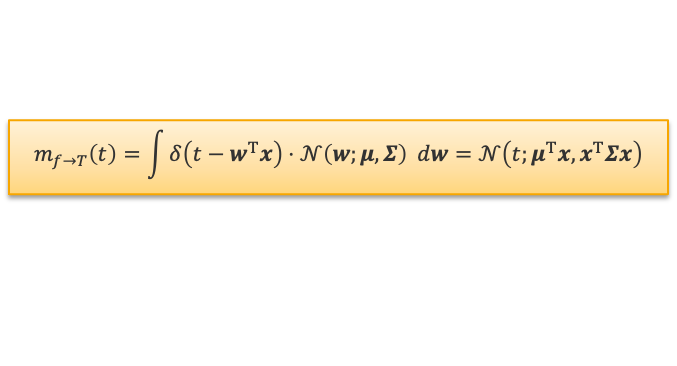 m_{f→T}(t) = ∫ δ(t − 𝒘ᵀ𝒙) · 𝒩(𝒘; 𝝁, 𝜮) d𝒘 = 𝒩(t; 𝝁ᵀ𝒙, 𝒙ᵀ𝜮𝒙)